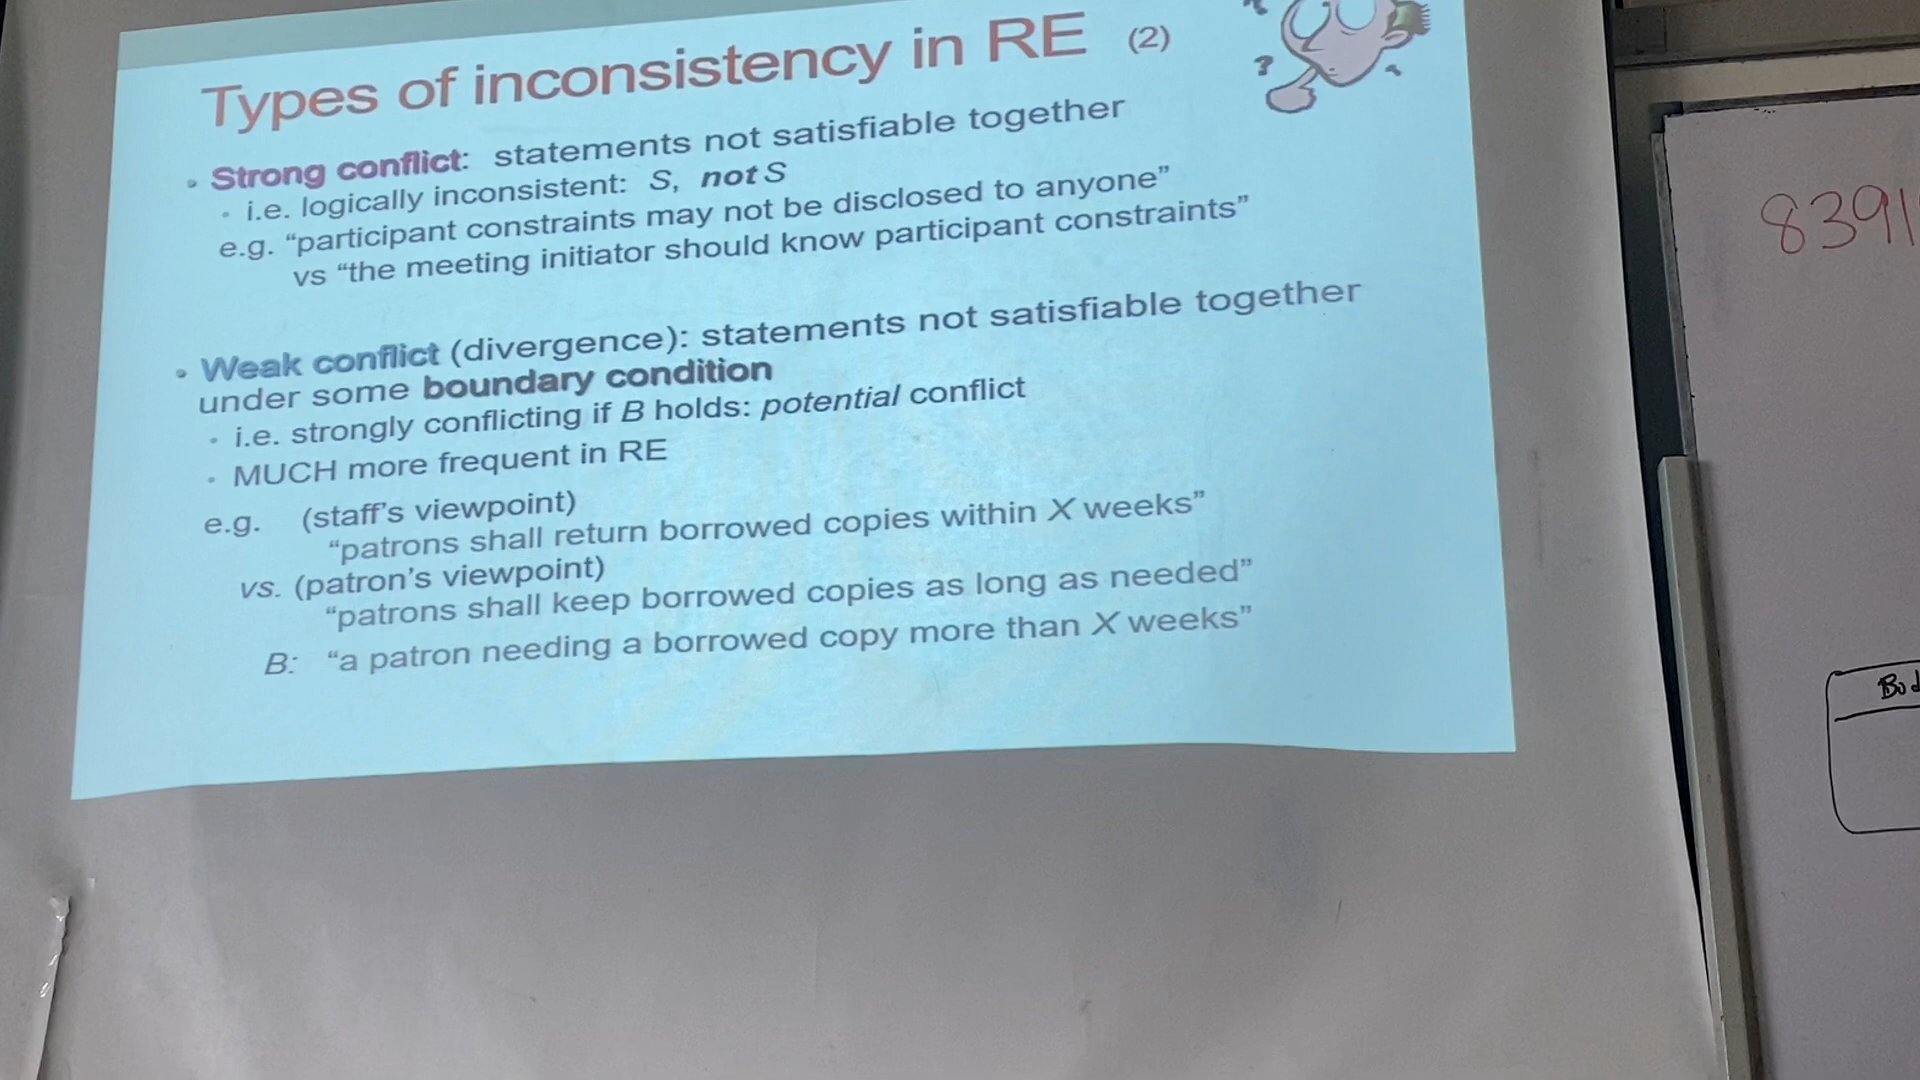 Types of inconsistency in RE (2)
• Strong conflict: statements not satisfiable together
• i.e. logically inconsistent: S, not S
e.g. “participant constraints may not be disclosed to anyone”
vs “the meeting initiator should know participant constraints”
• Weak conflict (divergence): statements not satisfiable together
under some boundary condition
• i.e. strongly conflicting if B holds: potential conflict
• MUCH more frequent in RE
e.g. (staff’s viewpoint)
“patrons shall return borrowed copies within X weeks”
vs. (patron’s viewpoint)
“patrons shall keep borrowed copies as long as needed”
B: “a patron needing a borrowed copy more than X weeks”
?
8391